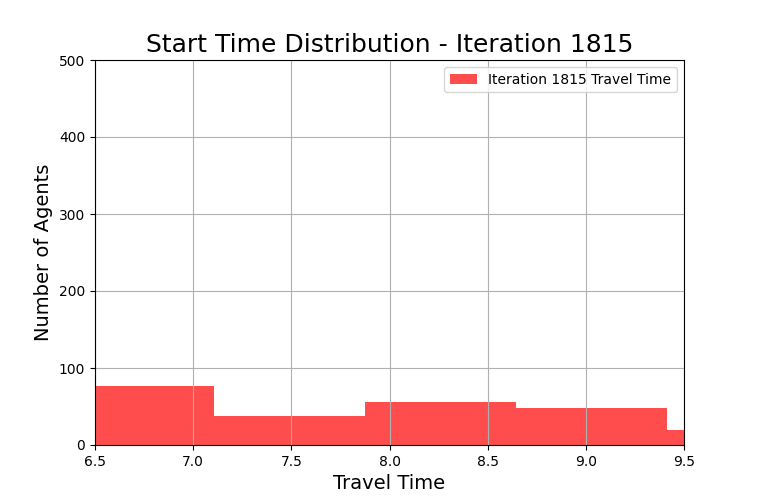 Start Time Distribution - Iteration 1815
500
Iteration 1815 Travel Time
400
300
200
100
0
Number of Agents
6.5 7.0 7.5 8.0 8.5 9.0 9.5
Travel Time